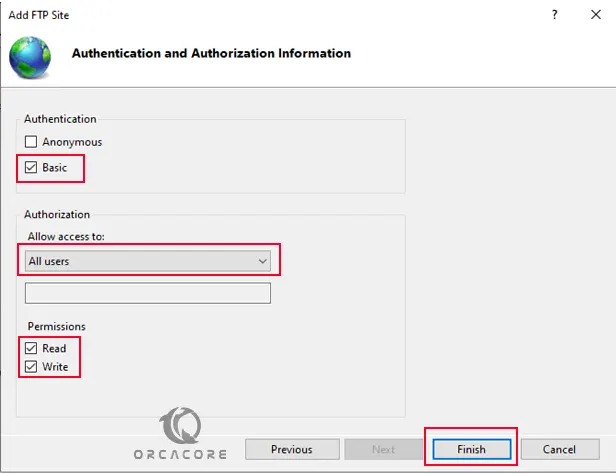 Add FTP Site
Authentication and Authorization Information
Authentication
Anonymous
Basic
Authorization
Allow access to:
All users
Permissions
Read
Write
ORCACORE
Previous
Next
Finish
Cancel